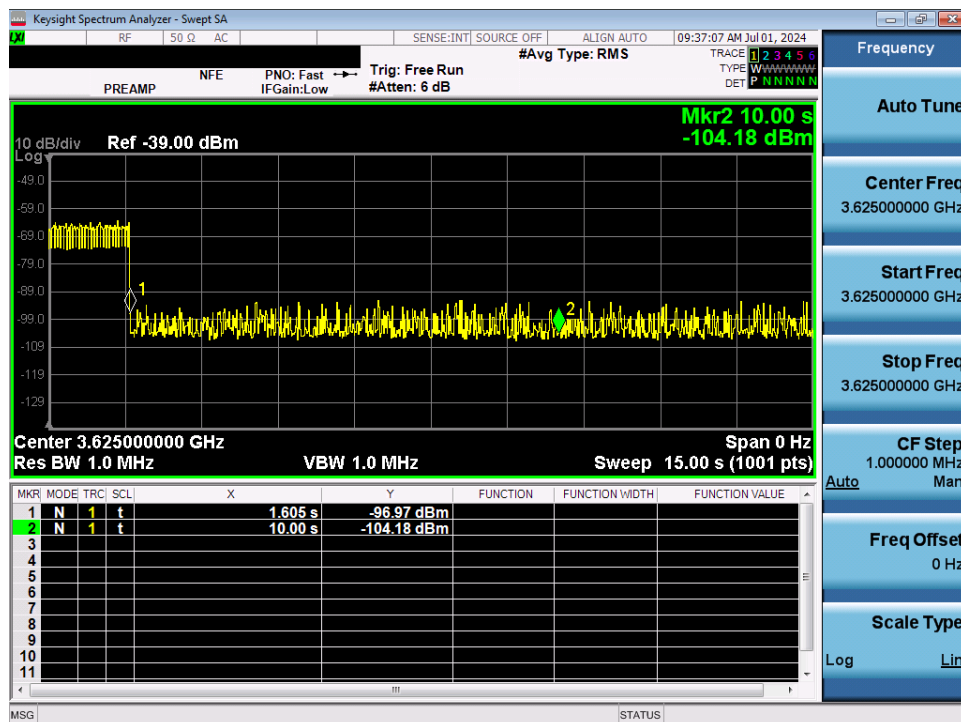 Keysight Spectrum Analyzer - Swept SA
LXI RF 50 Ω AC SENSE:INT SOURCE OFF ALIGN AUTO 09:37:07 AM Jul 01, 2024
#Avg Type: RMS TRACE 1 2 3 4 5 6
NFE PNO: Fast Trig: Free Run TYPE WWWWWW
PREAMP IFGain:Low #Atten: 6 dB DET P N N N N N
Mkr2 10.00 s
-104.18 dBm
10 dB/div Ref -39.00 dBm
Log
-49.0
-59.0
-69.0
-79.0
-89.0
-99.0
-109
-119
-129
1
2
Center 3.625000000 GHz Span 0 Hz
Res BW 1.0 MHz VBW 1.0 MHz Sweep 15.00 s (1001 pts)
MKR MODE TRC SCL X Y FUNCTION FUNCTION WIDTH FUNCTION VALUE
1 N 1 t 1.605 s -96.97 dBm
2 N 1 t 10.00 s -104.18 dBm
3
4
5
6
7
8
9
10
11
MSG STATUS
Frequency
Auto Tune
Center Freq
3.625000000 GHz
Start Freq
3.625000000 GHz
Stop Freq
3.625000000 GHz
CF Step
1.000000 MHz
Auto Man
Freq Offset
0 Hz
Scale Type
Log Lin